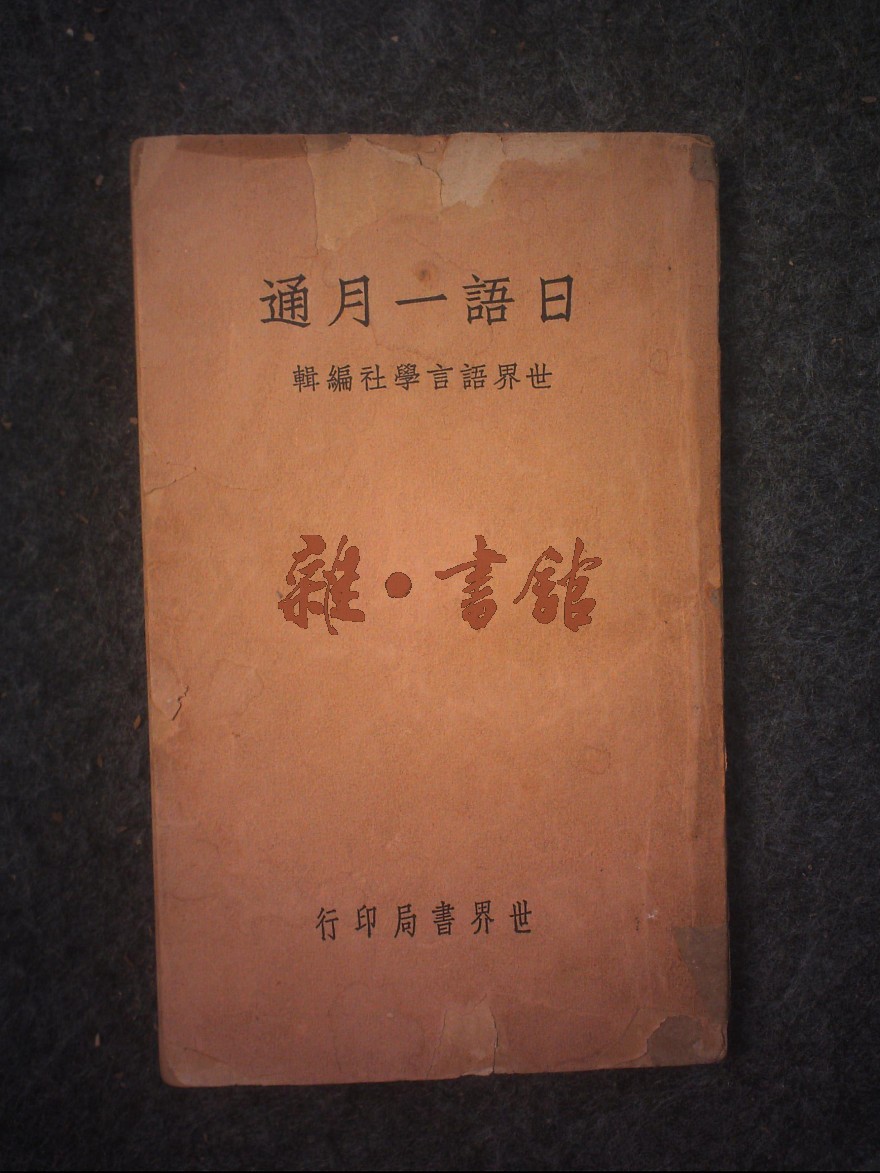 日語一月通
世界語言學社編輯
雜·書館
世界書局印行